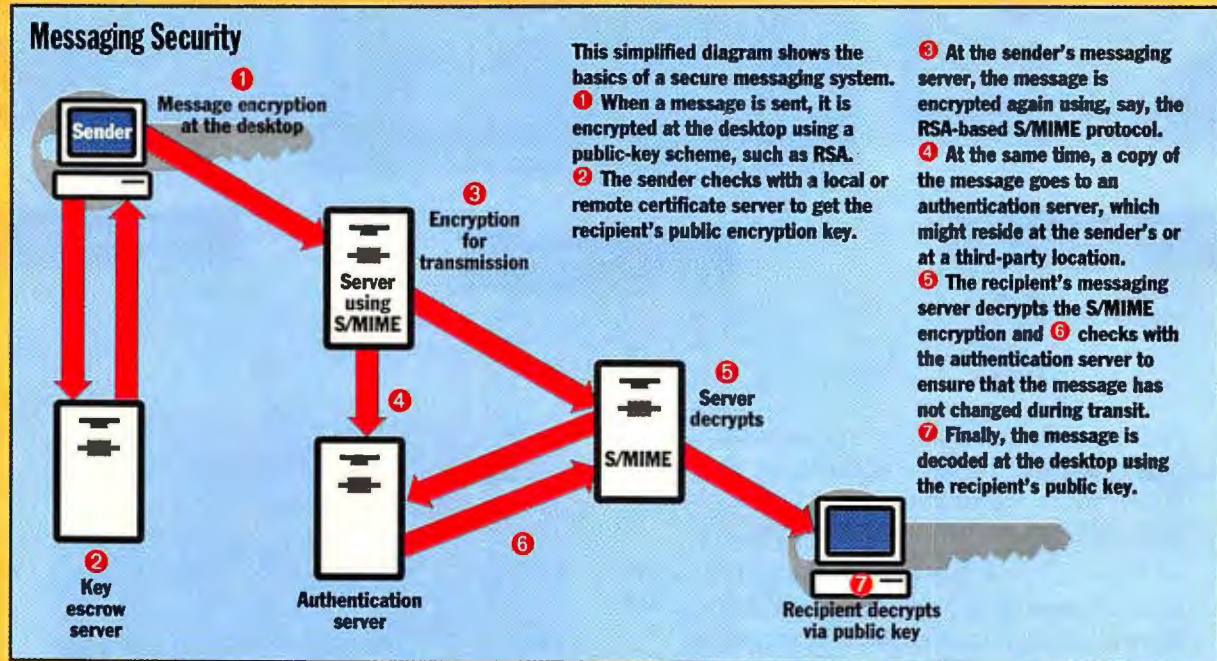 Messaging Security
1
Message encryption
at the desktop
Sender
3
Encryption
for
transmission
Server
using
S/MIME
4
5
Server
decrypts
S/MIME
6
2
Key
escrow
server
Authentication
server
7
Recipient decrypts
via public key
This simplified diagram shows the
basics of a secure messaging system.
1 When a message is sent, it is
encrypted at the desktop using a
public-key scheme, such as RSA.
2 The sender checks with a local or
remote certificate server to get the
recipient's public encryption key.
3 At the sender's messaging
server, the message is
encrypted again using, say, the
RSA-based S/MIME protocol.
4 At the same time, a copy of
the message goes to an
authentication server, which
might reside at the sender's or
at a third-party location.
5 The recipient's messaging
server decrypts the S/MIME
encryption and 6 checks with
the authentication server to
ensure that the message has
not changed during transit.
7 Finally, the message is
decoded at the desktop using
the recipient's public key.